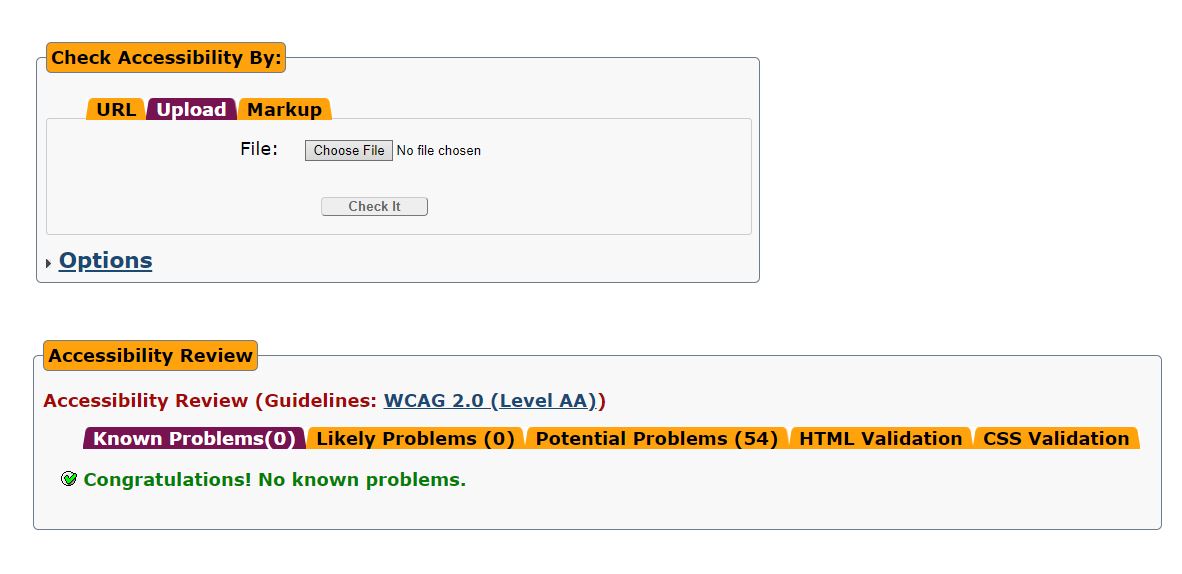 Check Accessibility By:
URL Upload Markup
File: Choose File No file chosen
Check It
Options
Accessibility Review
Accessibility Review (Guidelines: WCAG 2.0 (Level AA))
Known Problems(0) Likely Problems (0) Potential Problems (54) HTML Validation CSS Validation
Congratulations! No known problems.